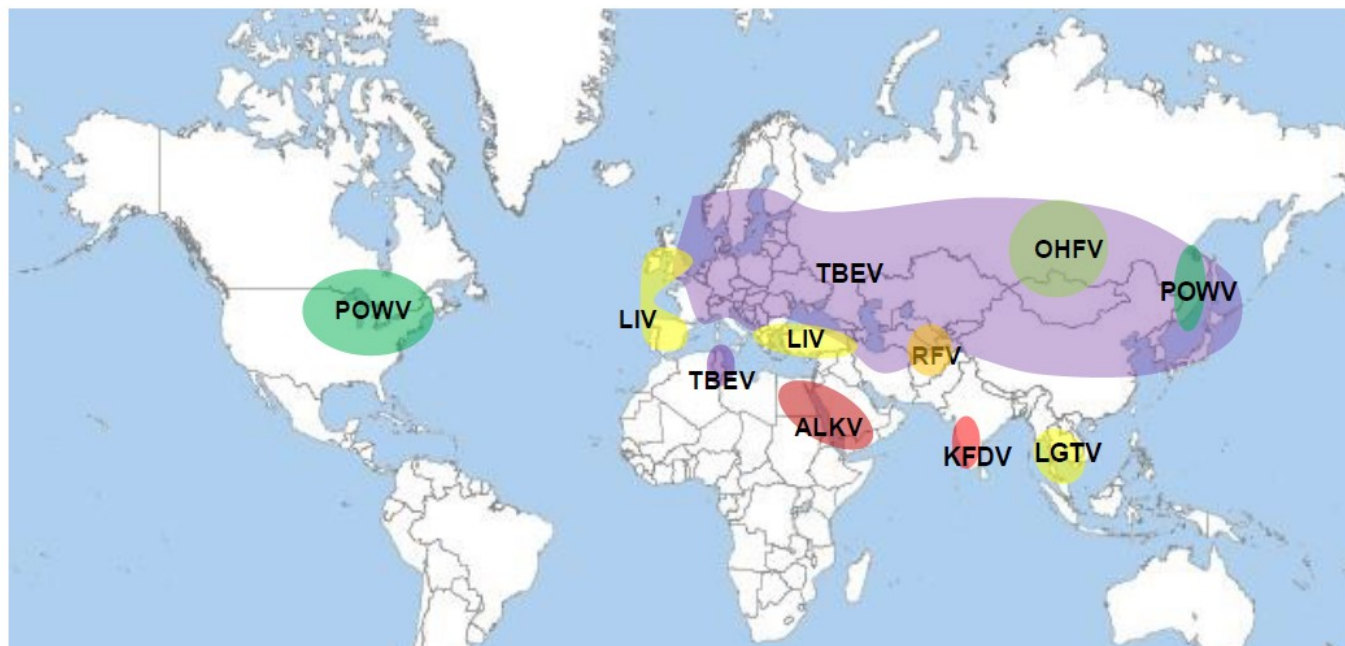 OHFV
TBEV
POWV
POWV
LIV
LIV
RFV
TBEV
ALKV
KFDV
LGTV